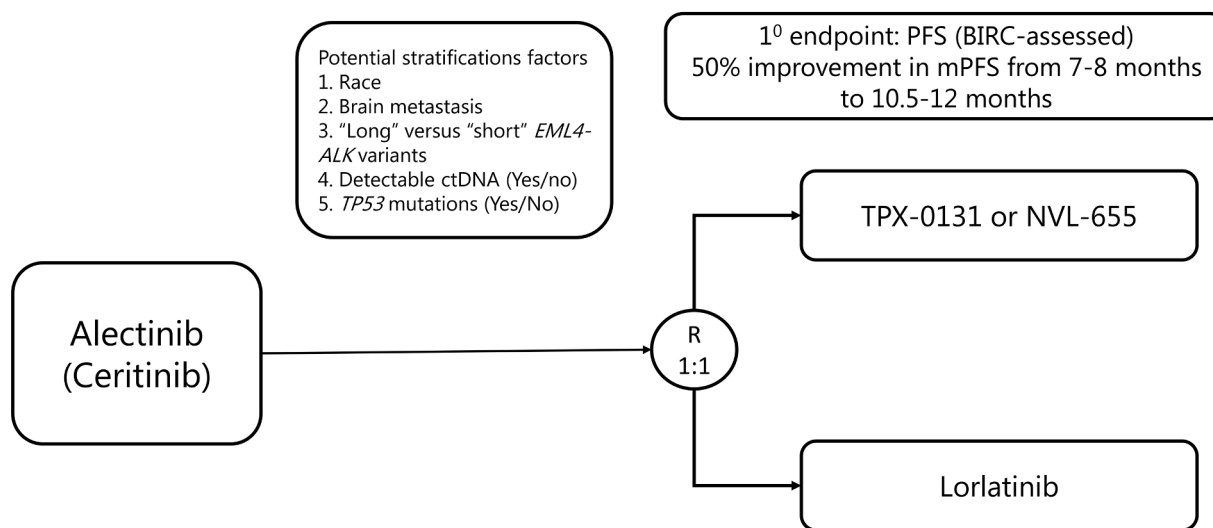 Potential stratifications factors
1. Race
2. Brain metastasis
3. “Long” versus “short” EML4-
ALK variants
4. Detectable ctDNA (Yes/no)
5. TP53 mutations (Yes/No)
1⁰ endpoint: PFS (BIRC-assessed)
50% improvement in mPFS from 7-8 months
to 10.5-12 months
TPX-0131 or NVL-655
Alectinib
(Ceritinib)
R
1:1
Lorlatinib